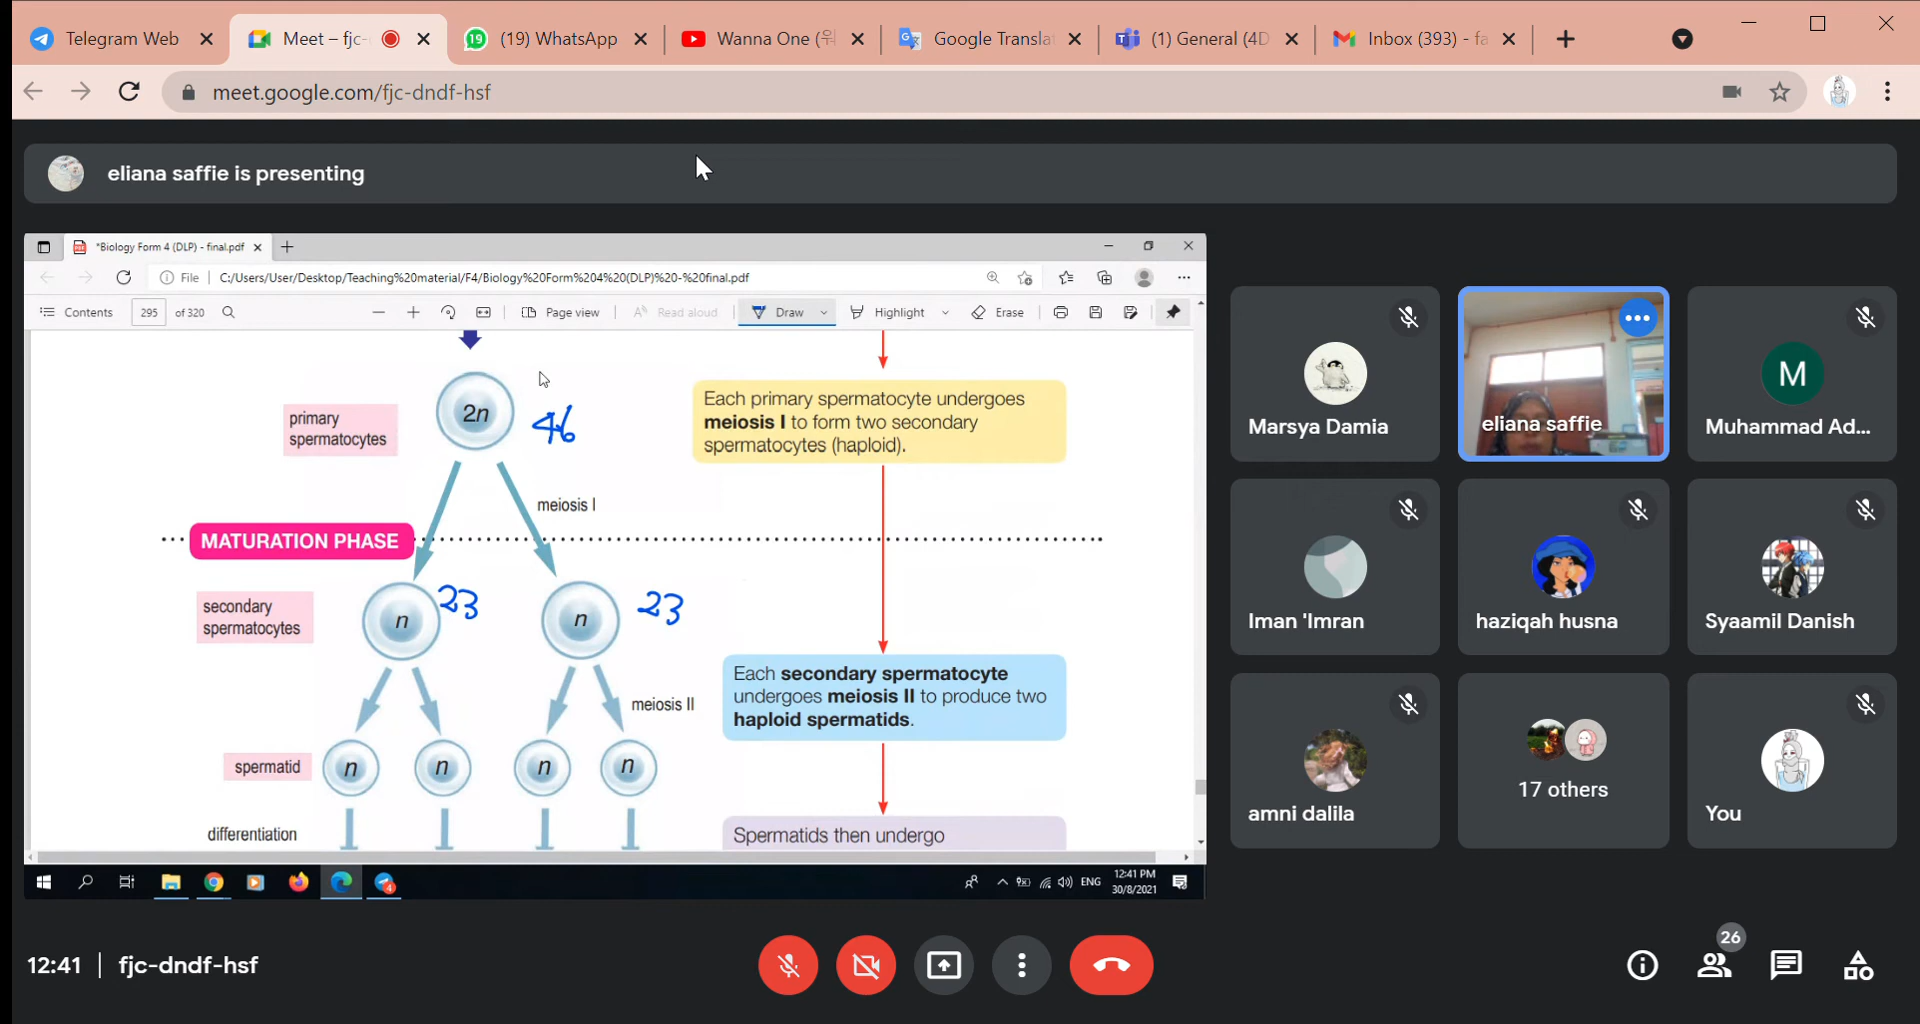 Telegram Web
Meet – fjc-
(19) WhatsApp
19
Wanna One (위
Google Transla
(1) General (4D
Inbox (393) - fa
meet.google.com/fjc-dndf-hsf
eliana saffie is presenting
*Biology Form 4 (DLP) - final.pdf
File
C:/Users/User/Desktop/Teaching%20material/F4/Biology%20Form%204%20(DLP)%20-%20final.pdf
Contents
295
of 320
Page view
Read aloud
Draw
Highlight
Erase
primary
spermatocytes
2n
46
Each primary spermatocyte undergoes
meiosis I to form two secondary
spermatocytes (haploid).
meiosis I
MATURATION PHASE
secondary
spermatocytes
n
23
n
23
Each secondary spermatocyte
undergoes meiosis II to produce two
haploid spermatids.
meiosis II
spermatid
n
n
n
n
differentiation
Spermatids then undergo
4
ENG
12:41 PM
30/8/2021
Marsya Damia
eliana saffie
M
Muhammad Ad...
Iman 'Imran
haziqah husna
Syaamil Danish
amni dalila
17 others
You
12:41
fjc-dndf-hsf
26